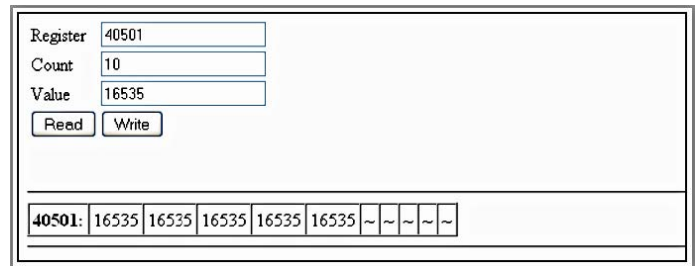 Register 40501
Count 10
Value 16535
Read Write
40501: 16535 16535 16535 16535 16535 ~ ~ ~ ~ ~